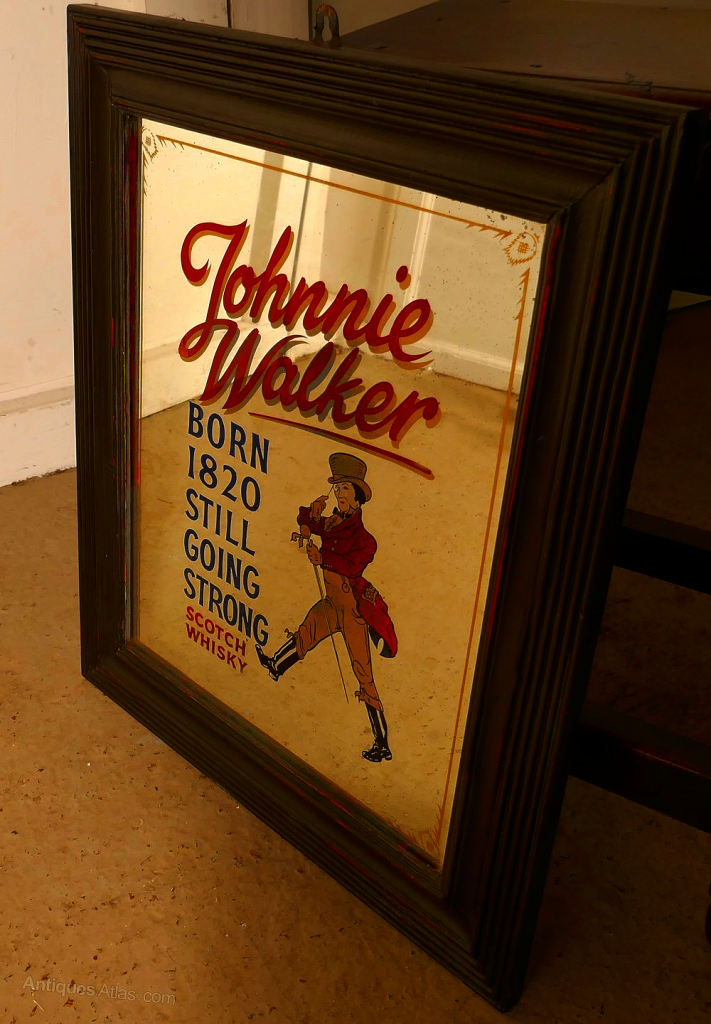 Johnnie
Walker
BORN
1820
STILL
GOING
STRONG
SCOTCH
WHISKY
Antiques Atlas.com